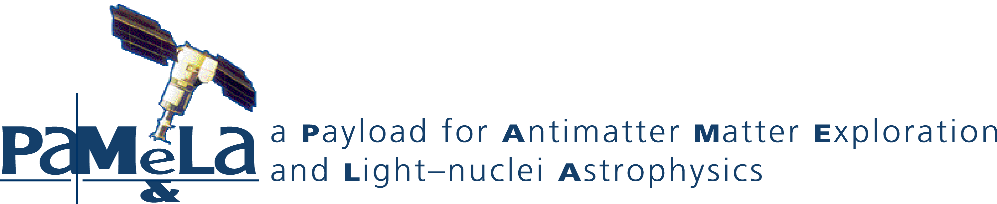 PaMeLa
&
a Payload for Antimatter Matter Exploration
and Light–nuclei Astrophysics